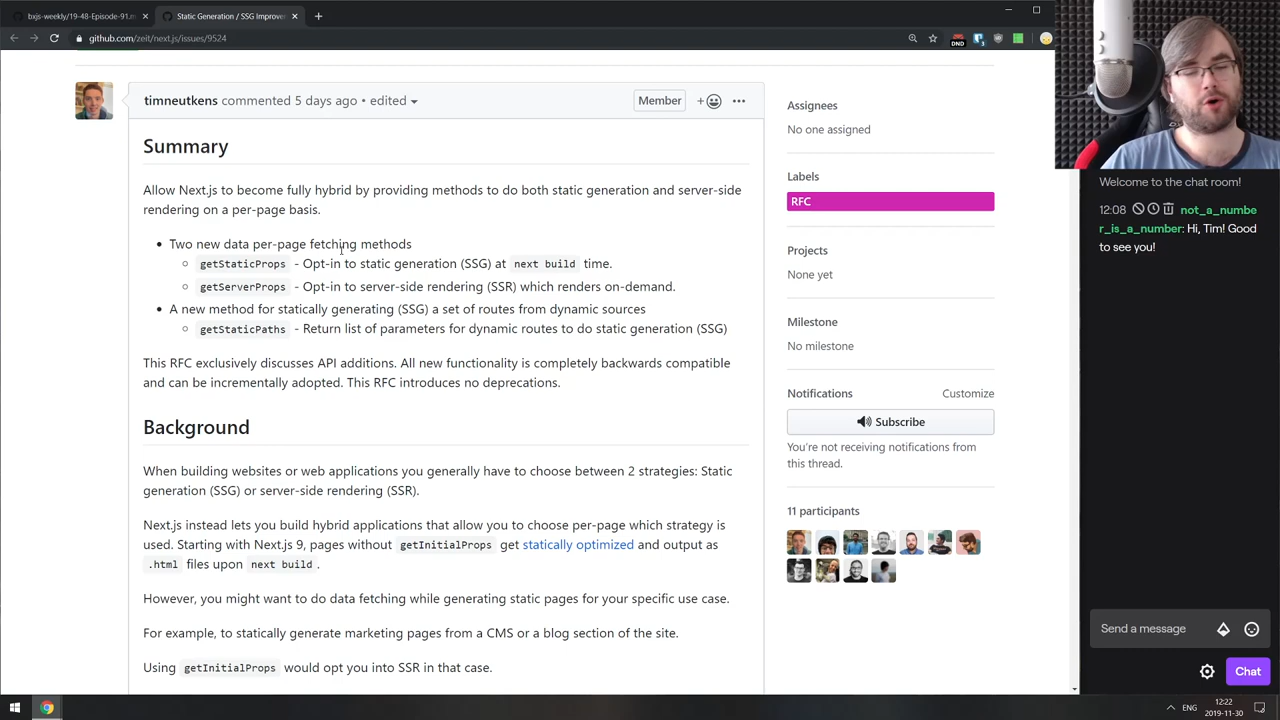 bxjs-weekly/19-48-Episode-91.m
Static Generation / SSG Improve
github.com/zeit/next.js/issues/9524
DND
timneutkens commented 5 days ago • edited
Member
Summary
Allow Next.js to become fully hybrid by providing methods to do both static generation and server-side
rendering on a per-page basis.
• Two new data per-page fetching methods
getStaticProps - Opt-in to static generation (SSG) at next build time.
getServerProps - Opt-in to server-side rendering (SSR) which renders on-demand.
• A new method for statically generating (SSG) a set of routes from dynamic sources
getStaticPaths - Return list of parameters for dynamic routes to do static generation (SSG)
This RFC exclusively discusses API additions. All new functionality is completely backwards compatible
and can be incrementally adopted. This RFC introduces no deprecations.
Background
When building websites or web applications you generally have to choose between 2 strategies: Static
generation (SSG) or server-side rendering (SSR).
Next.js instead lets you build hybrid applications that allow you to choose per-page which strategy is
used. Starting with Next.js 9, pages without getInitialProps get statically optimized and output as
.html files upon next build.
However, you might want to do data fetching while generating static pages for your specific use case.
For example, to statically generate marketing pages from a CMS or a blog section of the site.
Using getInitialProps would opt you into SSR in that case.
Assignees
No one assigned
Labels
RFC
Projects
None yet
Milestone
No milestone
Notifications
Customize
Subscribe
You're not receiving notifications from
this thread.
11 participants
Welcome to the chat room!
12:08 not_a_numbe
r_is_a_number: Hi, Tim! Good
to see you!
Send a message
Chat
ENG
12:22
2019-11-30